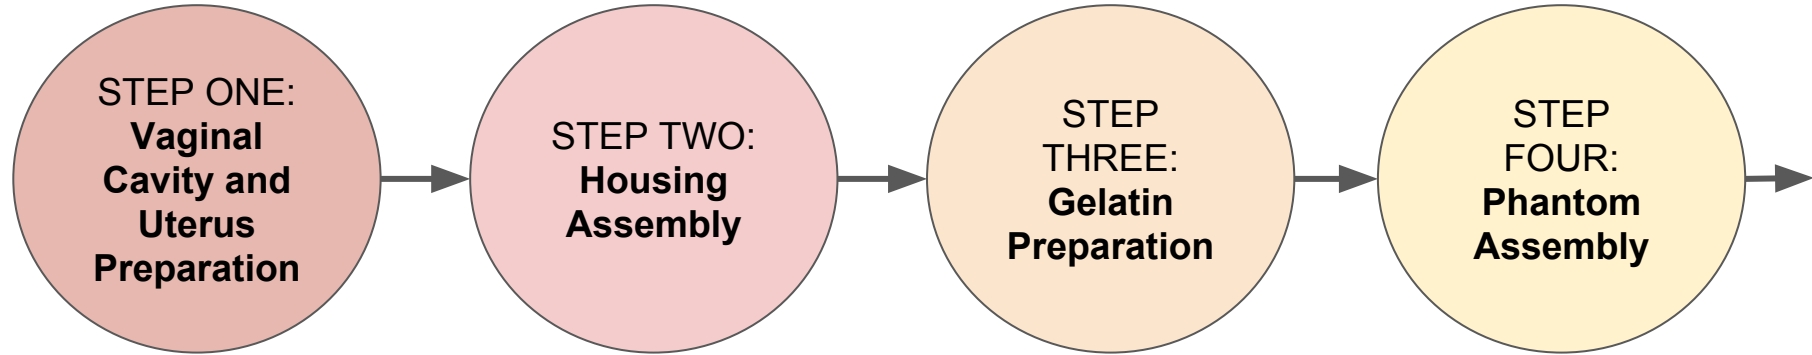 STEP ONE:
Vaginal
Cavity and
Uterus
Preparation
STEP TWO:
Housing
Assembly
STEP
THREE:
Gelatin
Preparation
STEP
FOUR:
Phantom
Assembly